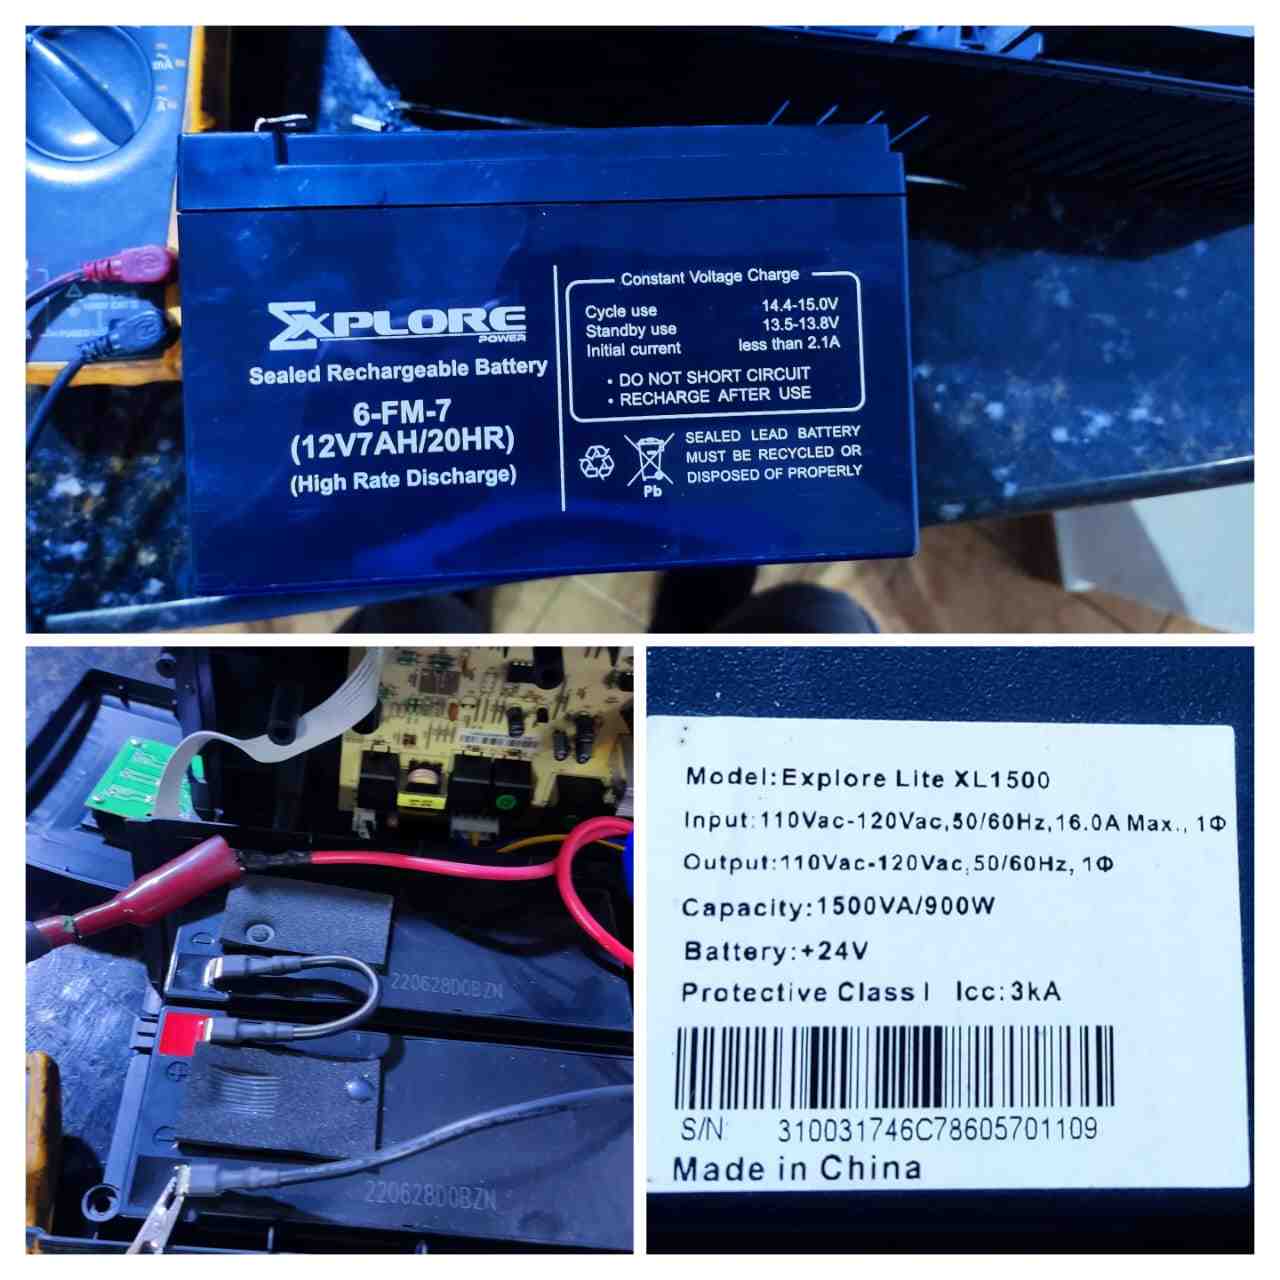 EXPLORE
POWER
Sealed Rechargeable Battery
6-FM-7
(12V7AH/20HR)
(High Rate Discharge)
Constant Voltage Charge
Cycle use 14.4-15.0V
Standby use 13.5-13.8V
Initial current less than 2.1A
• DO NOT SHORT CIRCUIT
• RECHARGE AFTER USE
SEALED LEAD BATTERY
MUST BE RECYCLED OR
DISPOSED OF PROPERLY
Pb
220628D0BZN
220628D0BZN
Model:Explore Lite XL1500
Input:110Vac-120Vac,50/60Hz,16.0A Max., 1Φ
Output:110Vac-120Vac,50/60Hz, 1Φ
Capacity:1500VA/900W
Battery:+24V
Protective Class I Icc:3kA
S/N: 310031746C78605701109
Made in China